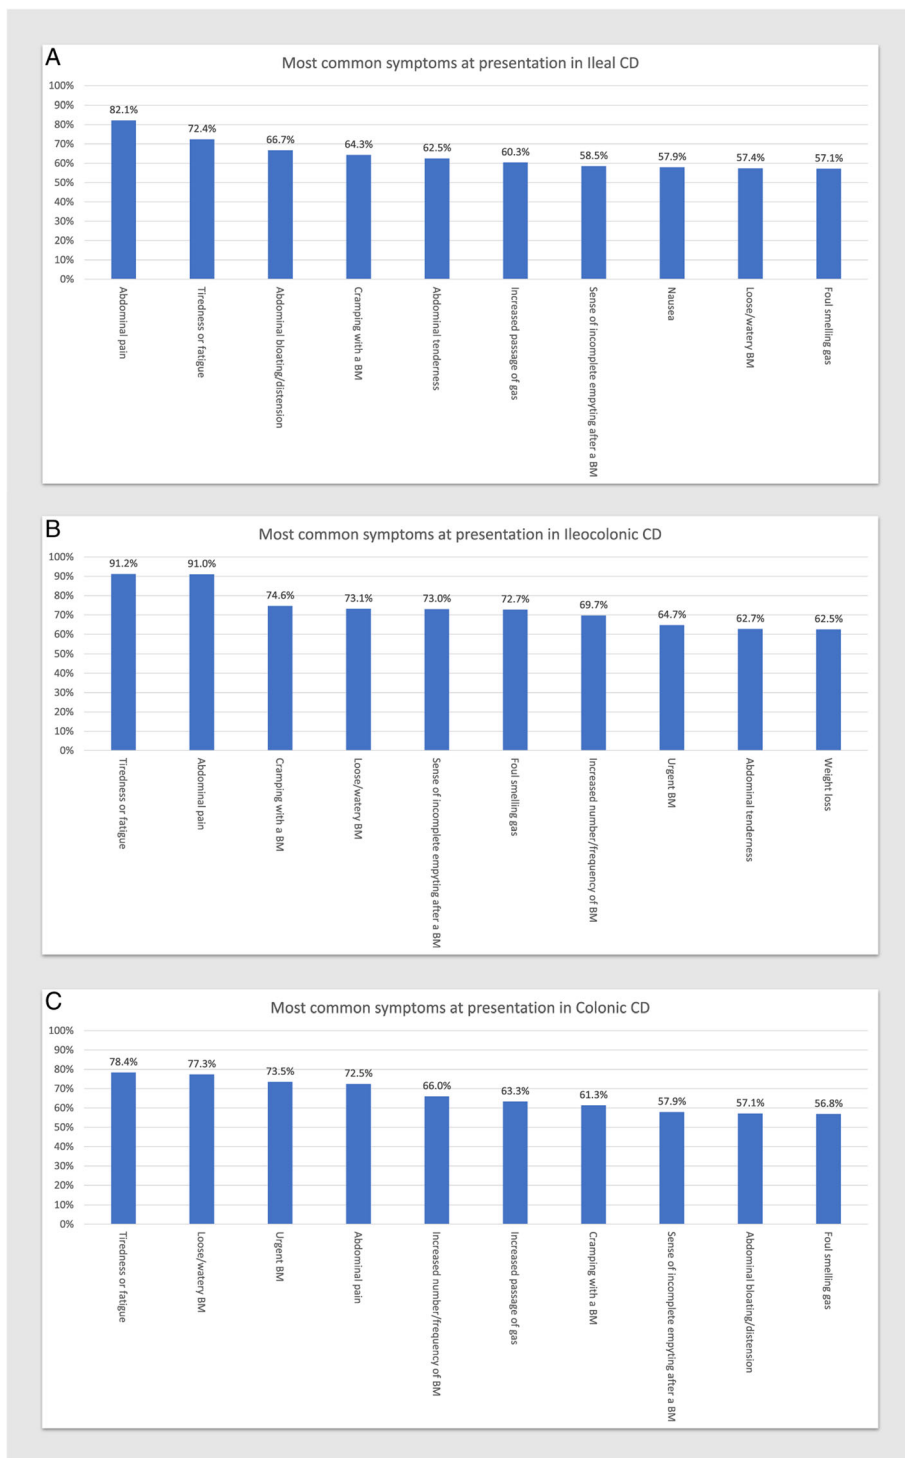 A
Most common symptoms at presentation in Ileal CD
100%
90%
80%
70%
60%
50%
40%
30%
20%
10%
0%
82.1%
72.4%
66.7%
64.3%
62.5%
60.3%
58.5%
57.9%
57.4%
57.1%
Abdominal pain
Tiredness or fatigue
Abdominal bloating/distension
Cramping with a BM
Abdominal tenderness
Increased passage of gas
Sense of incomplete empyting after a BM
Nausea
Loose/watery BM
Foul smelling gas
B
Most common symptoms at presentation in Ileocolonic CD
100%
90%
80%
70%
60%
50%
40%
30%
20%
10%
0%
91.2%
91.0%
74.6%
73.1%
73.0%
72.7%
69.7%
64.7%
62.7%
62.5%
Tiredness or fatigue
Abdominal pain
Cramping with a BM
Loose/watery BM
Sense of incomplete empyting after a BM
Foul smelling gas
Increased number/frequency of BM
Urgent BM
Abdominal tenderness
Weight loss
C
Most common symptoms at presentation in Colonic CD
100%
90%
80%
70%
60%
50%
40%
30%
20%
10%
0%
78.4%
77.3%
73.5%
72.5%
66.0%
63.3%
61.3%
57.9%
57.1%
56.8%
Tiredness or fatigue
Loose/watery BM
Urgent BM
Abdominal pain
Increased number/frequency of BM
Increased passage of gas
Cramping with a BM
Sense of incomplete empyting after a BM
Abdominal bloating/distension
Foul smelling gas